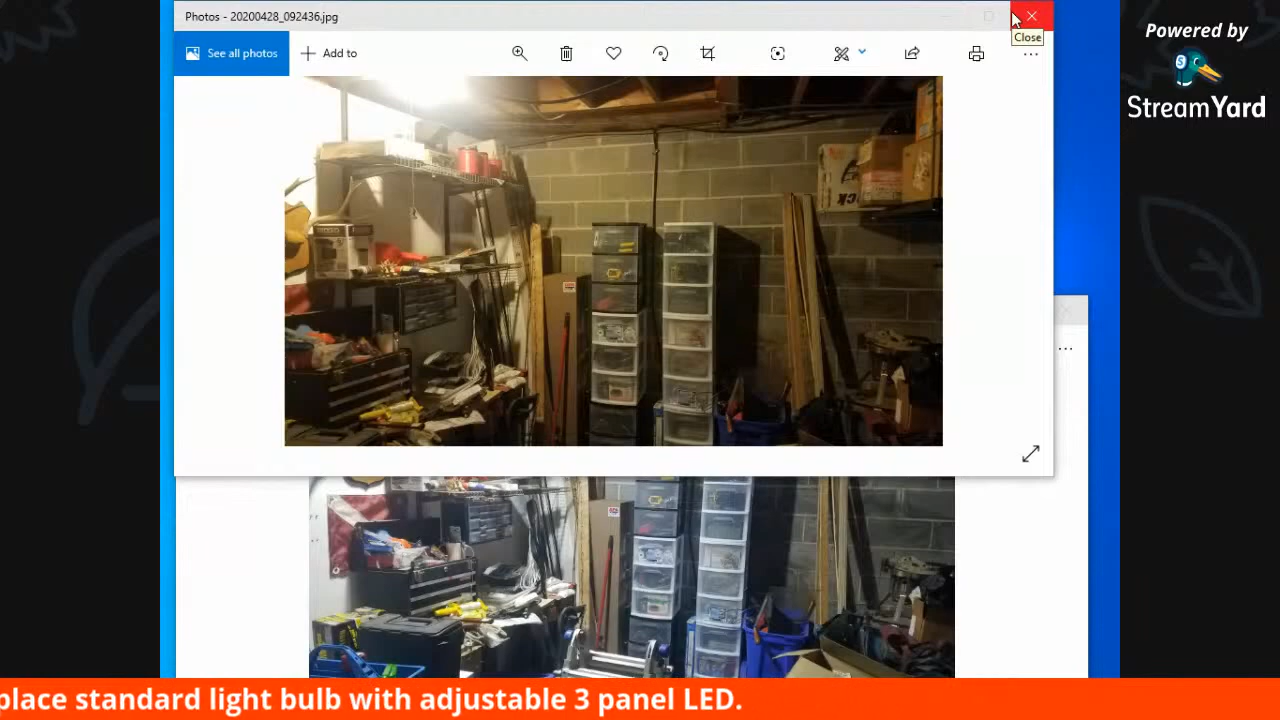 Photos - 20200428_092436.jpg
Close
See all photos
Add to
Powered by
StreamYard
place standard light bulb with adjustable 3 panel LED.